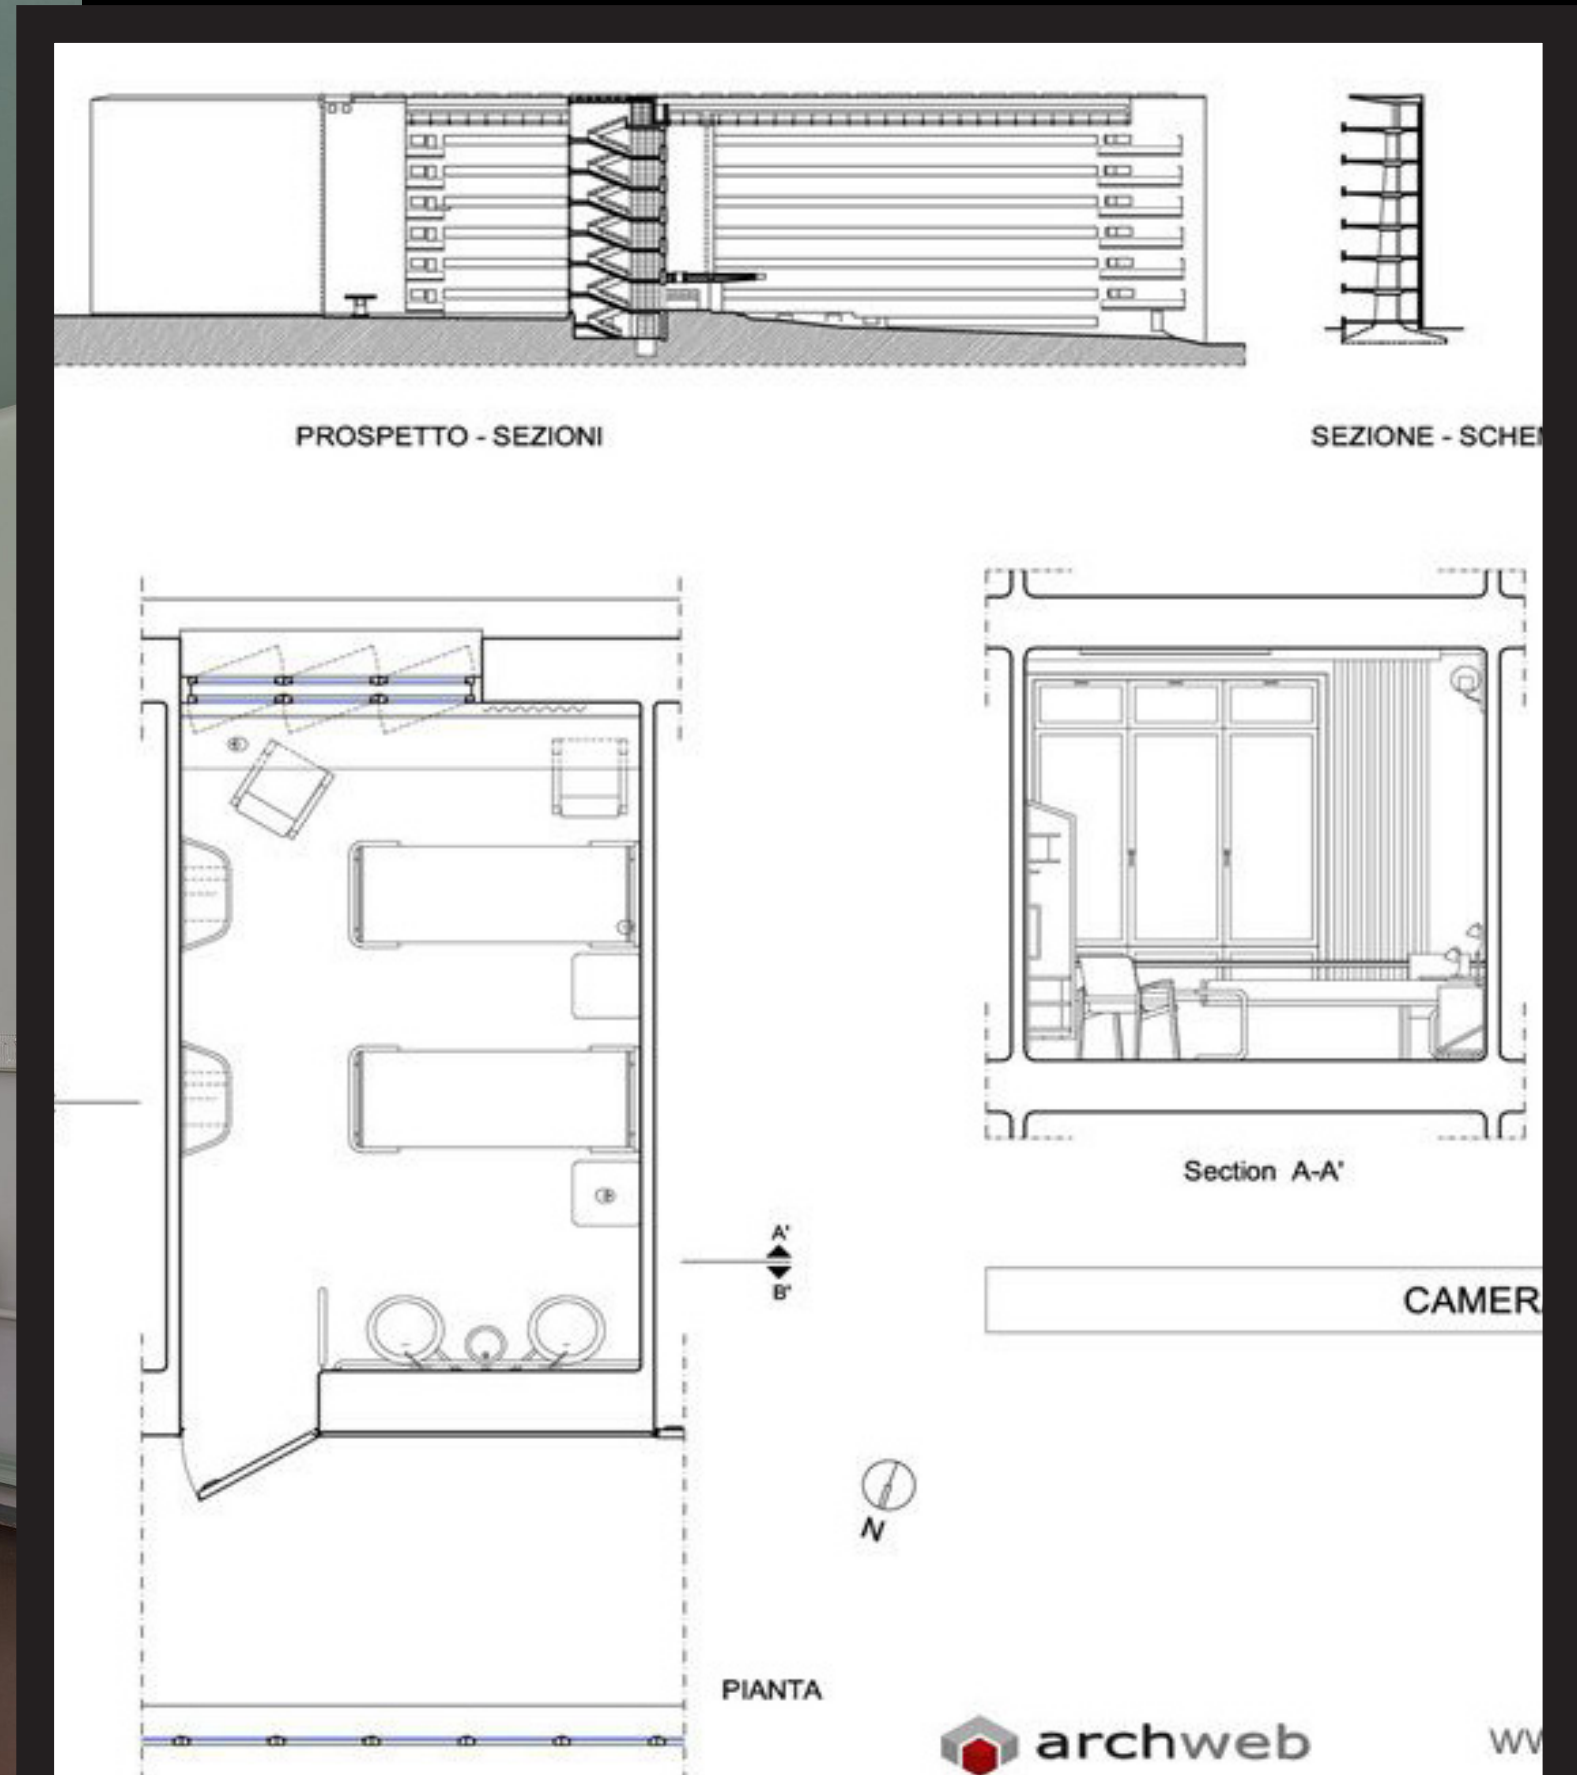 PROSPETTO - SEZIONI
SEZIONE - SCHE
Section A-A'
A'
B'
CAMER
N
PIANTA
archweb